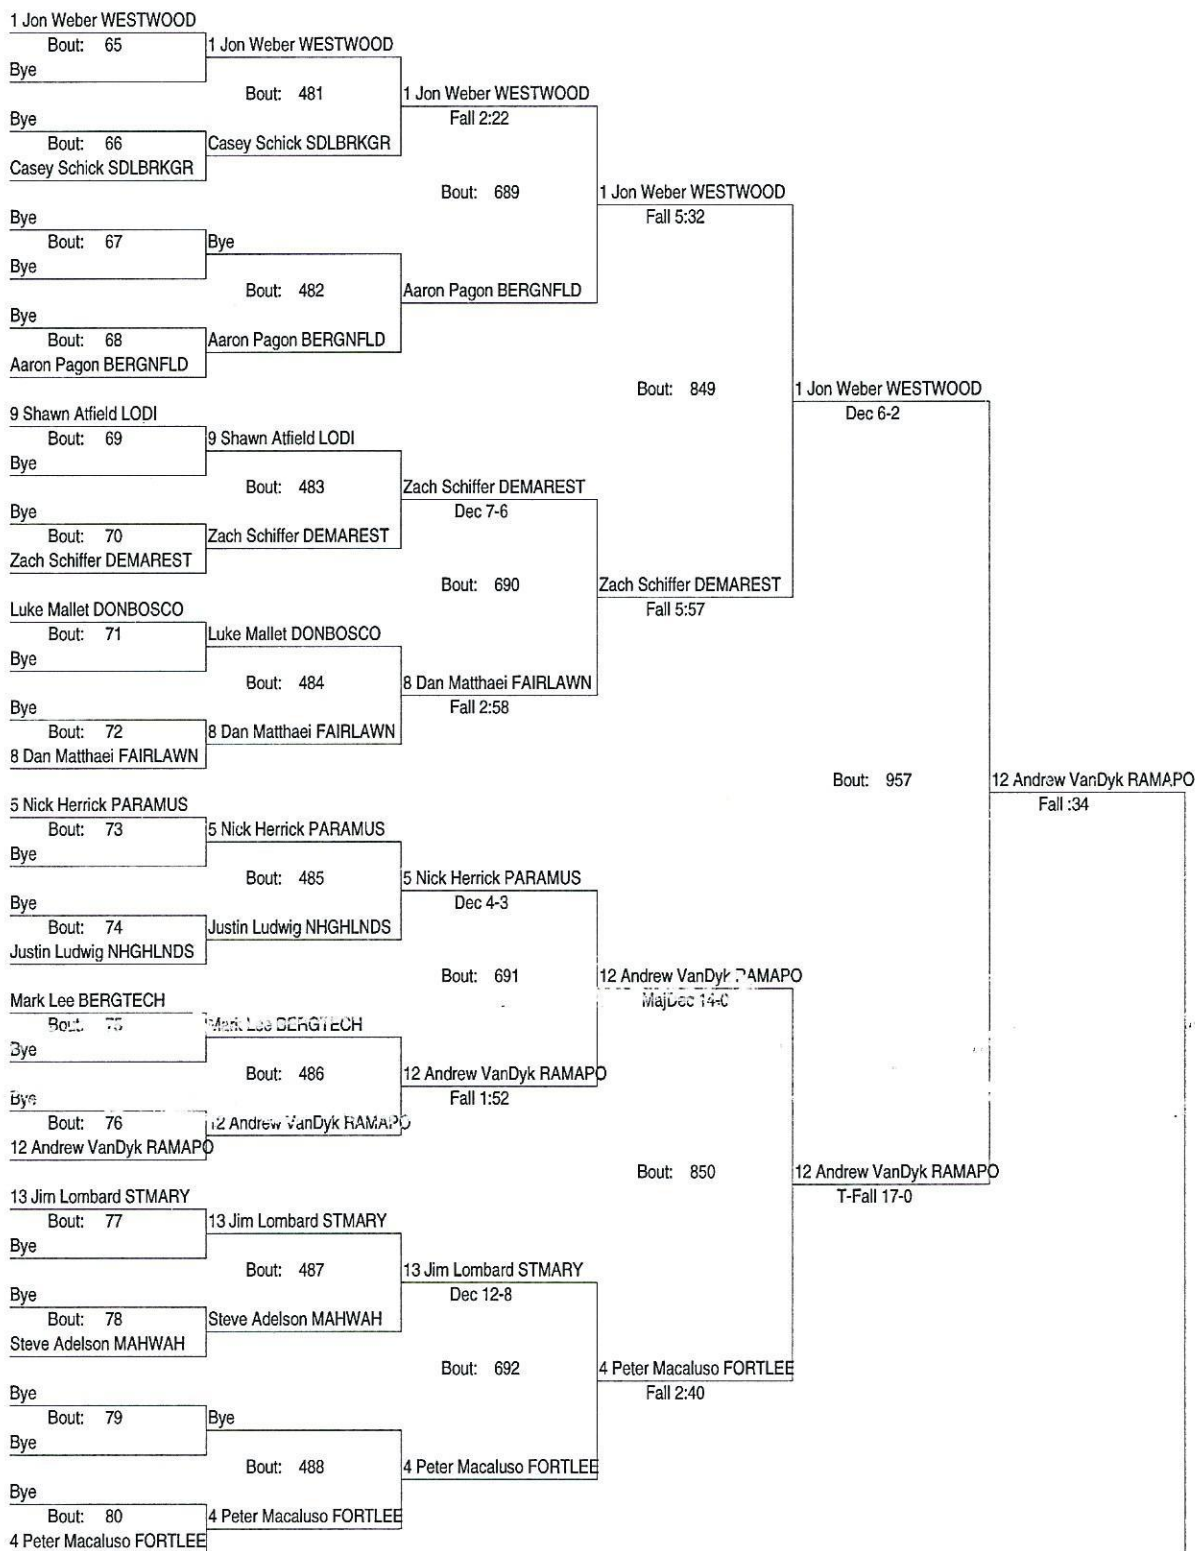 1 Jon Weber WESTWOOD
Bout: 65
Bye
Bye
Bout: 66
Casey Schick SDLBRKGR
Bye
Bout: 67
Bye
Bye
Bout: 68
Aaron Pagon BERGNFLD
9 Shawn Atfield LODI
Bout: 69
Bye
Bye
Bout: 70
Zach Schiffer DEMAREST
Luke Mallet DONBOSCO
Bout: 71
Bye
Bye
Bout: 72
8 Dan Matthaei FAIRLAWN
5 Nick Herrick PARAMUS
Bout: 73
Bye
Bye
Bout: 74
Justin Ludwig NHGHLNDS
Mark Lee BERGTECH
Bout: 75
Bye
Bye
Bout: 76
12 Andrew VanDyk RAMAPO
13 Jim Lombard STMARY
Bout: 77
Bye
Bye
Bout: 78
Steve Adelson MAHWAH
Bye
Bout: 79
Bye
Bye
Bout: 80
4 Peter Macaluso FORTLEE
1 Jon Weber WESTWOOD
Bout: 481
Casey Schick SDLBRKGR
Bye
Bout: 482
Aaron Pagon BERGNFLD
9 Shawn Atfield LODI
Bout: 483
Zach Schiffer DEMAREST
Luke Mallet DONBOSCO
Bout: 484
8 Dan Matthaei FAIRLAWN
5 Nick Herrick PARAMUS
Bout: 485
Justin Ludwig NHGHLNDS
Mark Lee BERGTECH
Bout: 486
12 Andrew VanDyk RAMAPO
13 Jim Lombard STMARY
Bout: 487
Steve Adelson MAHWAH
Bye
Bout: 488
4 Peter Macaluso FORTLEE
1 Jon Weber WESTWOOD
Fall 2:22
Bout: 689
Aaron Pagon BERGNFLD
Zach Schiffer DEMAREST
Dec 7-6
Bout: 690
8 Dan Matthaei FAIRLAWN
Fall 2:58
5 Nick Herrick PARAMUS
Dec 4-3
Bout: 691
12 Andrew VanDyk RAMAPO
Fall 1:52
13 Jim Lombard STMARY
Dec 12-8
Bout: 692
4 Peter Macaluso FORTLEE
1 Jon Weber WESTWOOD
Fall 5:32
Bout: 849
Zach Schiffer DEMAREST
Fall 5:57
12 Andrew VanDyk RAMAPO
MajDec 14-0
Bout: 850
4 Peter Macaluso FORTLEE
Fall 2:40
1 Jon Weber WESTWOOD
Dec 6-2
Bout: 957
12 Andrew VanDyk RAMAPO
T-Fall 17-0
12 Andrew VanDyk RAMAPO
Fall :34